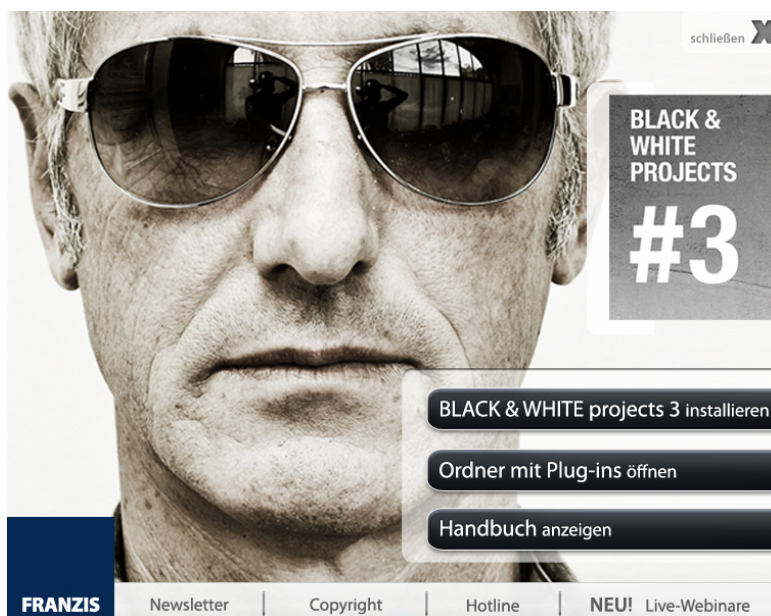 schließen X
BLACK &
WHITE
PROJECTS
#3
BLACK & WHITE projects 3 installieren
Ordner mit Plug-ins öffnen
Handbuch anzeigen
FRANZIS
Newsletter
Copyright
Hotline
NEU! Live-Webinare